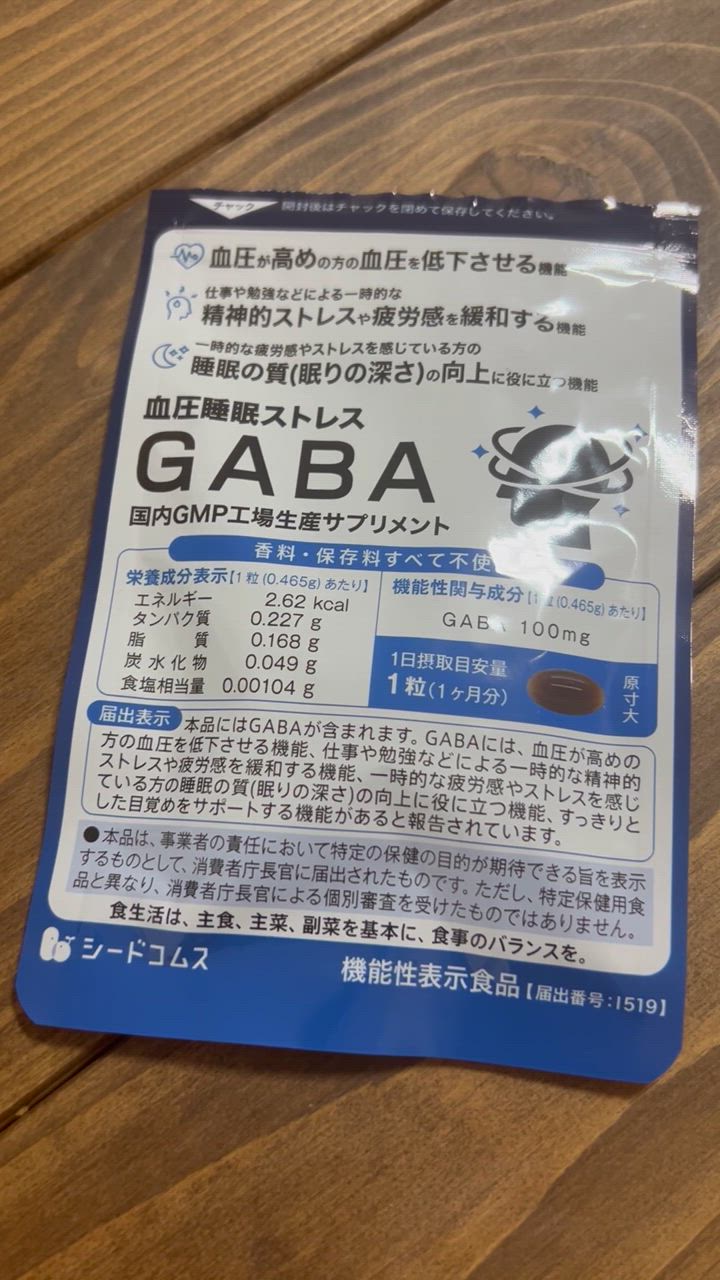 チャック 開封後はチャックを閉めて保存してください。
血圧が高めの方の血圧を低下させる機能
仕事や勉強などによる一時的な
精神的ストレスや疲労感を緩和する機能
一時的な疲労感やストレスを感じている方の
睡眠の質(眠りの深さ)の向上に役に立つ機能
血圧睡眠ストレス
GABA
国内GMP工場生産サプリメント
香料・保存料すべて不使
栄養成分表示【1粒(0.465g)あたり】
エネルギー 2.62 kcal
タンパク質 0.227 g
脂質 0.168 g
炭水化物 0.049 g
食塩相当量 0.00104 g
機能性関与成分【1粒(0.465g)あたり】
GABA 100mg
1日摂取目安量
1粒(1ヶ月分)
原寸大
届出表示 本品にはGABAが含まれます。GABAには、血圧が高めの
方の血圧を低下させる機能、仕事や勉強などによる一時的な精神的
ストレスや疲労感を緩和する機能、一時的な疲労感やストレスを感じ
ている方の睡眠の質(眠りの深さ)の向上に役に立つ機能、すっきりと
した目覚めをサポートする機能があると報告されています。
●本品は、事業者の責任において特定の保健の目的が期待できる旨を表示
するものとして、消費者庁長官に届出されたものです。ただし、特定保健用食
品と異なり、消費者庁長官による個別審査を受けたものではありません。
食生活は、主食、主菜、副菜を基本に、食事のバランスを。
シードコムス
機能性表示食品【届出番号:I519】